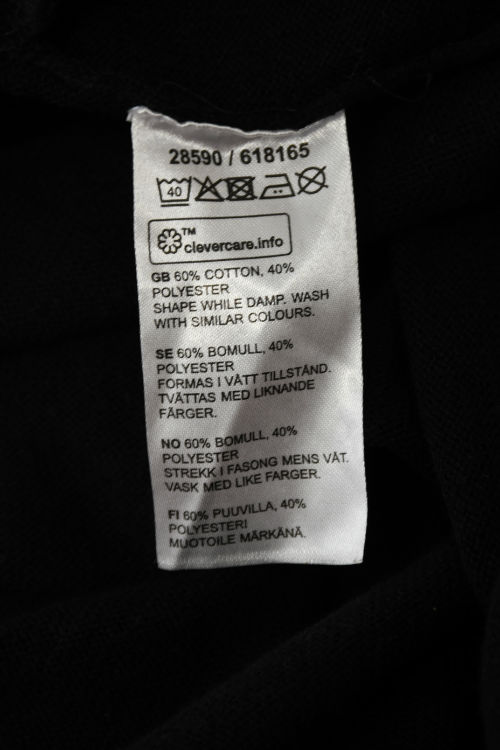 28590 / 618165
40
TM
clevercare.info
GB 60% COTTON, 40%
POLYESTER
SHAPE WHILE DAMP. WASH
WITH SIMILAR COLOURS.
SE 60% BOMULL, 40%
POLYESTER
FORMAS I VÅTT TILLSTÅND.
TVÄTTAS MED LIKNANDE
FÄRGER.
NO 60% BOMULL, 40%
POLYESTER
STREKK I FASONG MENS VÅT.
VASK MED LIKE FARGER.
FI 60% PUUVILLA, 40%
POLYESTERI
MUOTOILE MÄRKÄNÄ.